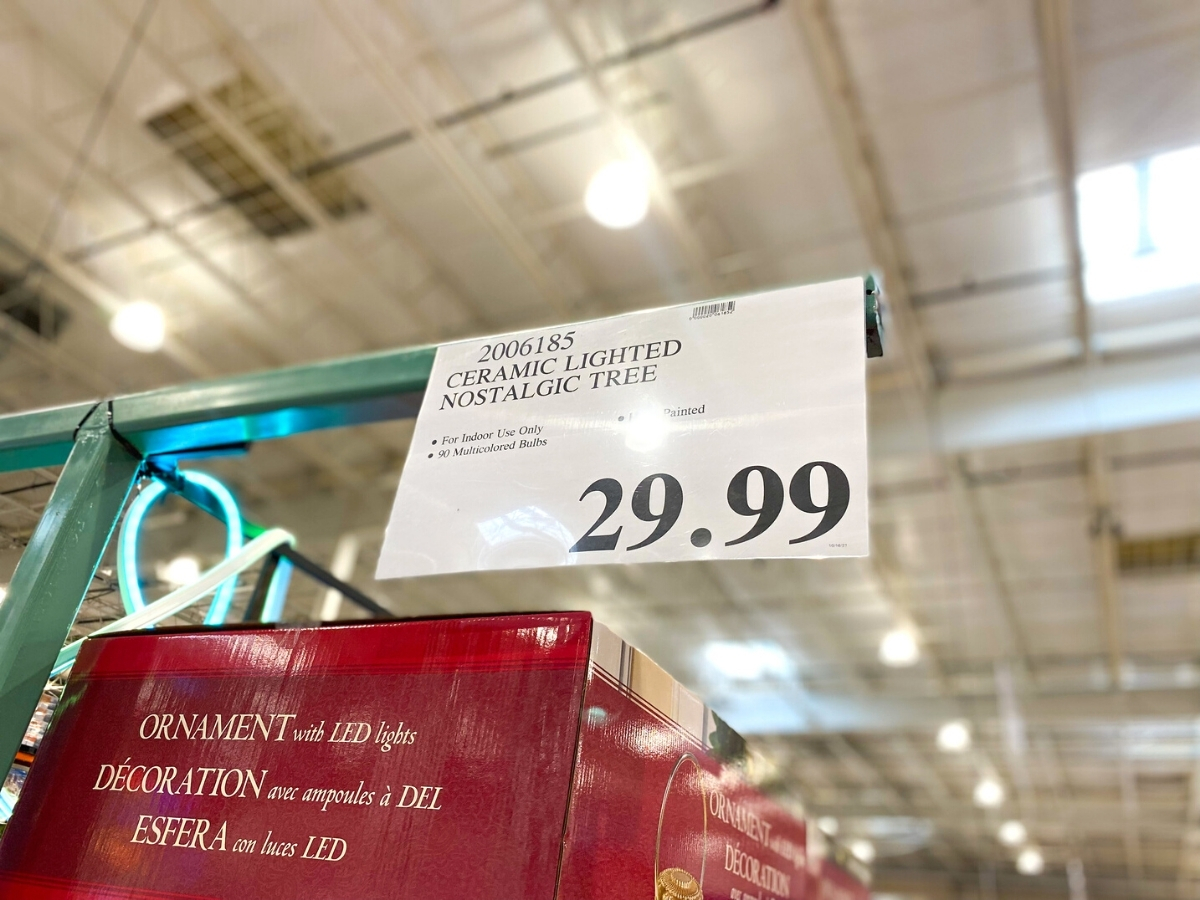 2006185
CERAMIC LIGHTED
NOSTALGIC TREE
• For Indoor Use Only
• 90 Multicolored Bulbs
• Painted
29.99
ORNAMENT with LED lights
DÉCORATION avec ampoules à DEL
ESFERA con luces LED
ORNAMENT
DÉCORATION